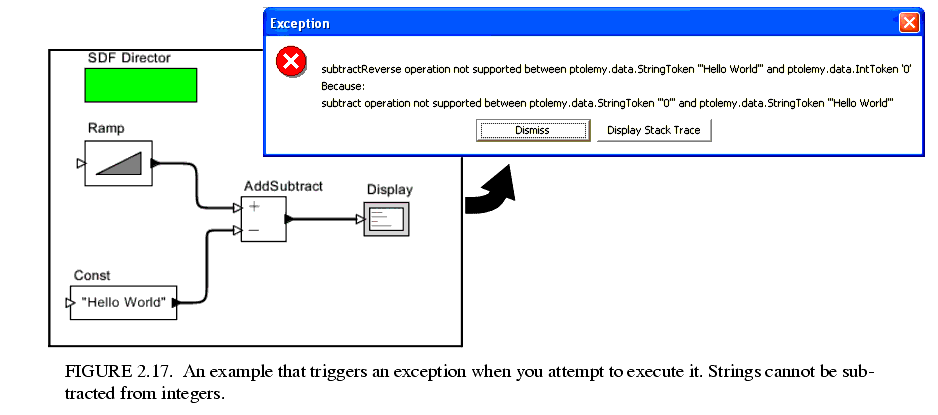 Exception
subtractReverse operation not supported between ptolemy.data.StringToken '"Hello World"' and ptolemy.data.IntToken '0'
Because:
subtract operation not supported between ptolemy.data.StringToken '"0"' and ptolemy.data.StringToken '"Hello World"'
Dismiss
Display Stack Trace
SDF Director
Ramp
AddSubtract
+
–
Display
Const
"Hello World"
FIGURE 2.17. An example that triggers an exception when you attempt to execute it. Strings cannot be sub-
tracted from integers.